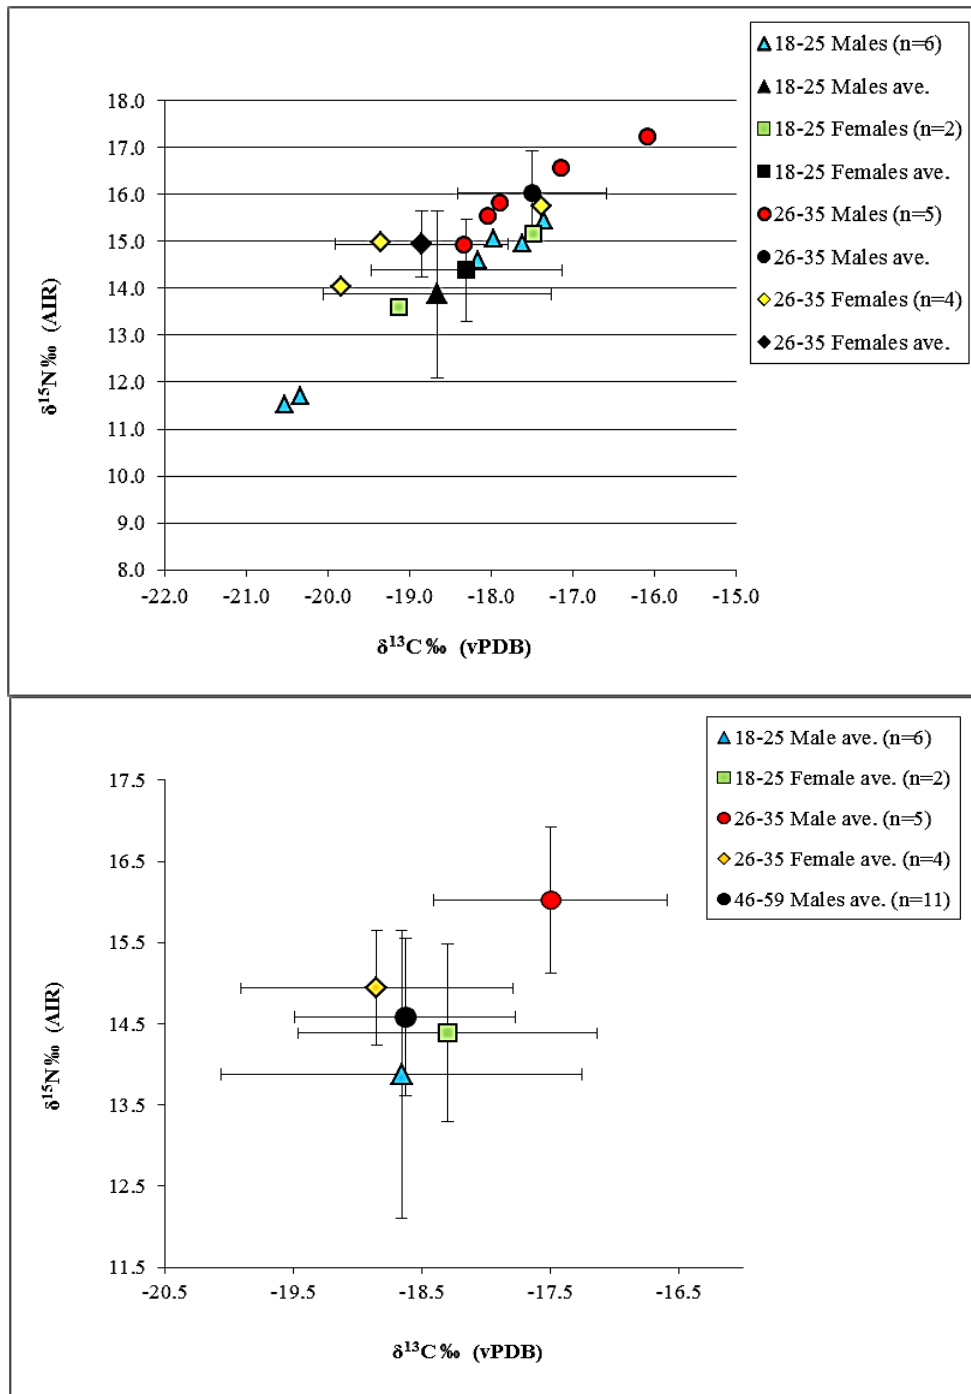 18-25 Males (n=6)
18-25 Males ave.
18-25 Females (n=2)
18-25 Females ave.
26-35 Males (n=5)
26-35 Males ave.
26-35 Females (n=4)
26-35 Females ave.
18.0
17.0
16.0
15.0
14.0
13.0
12.0
11.0
10.0
9.0
8.0
δ¹⁵N‰ (AIR)
-22.0 -21.0 -20.0 -19.0 -18.0 -17.0 -16.0 -15.0
δ¹³C‰ (vPDB)
18-25 Male ave. (n=6)
18-25 Female ave. (n=2)
26-35 Male ave. (n=5)
26-35 Female ave. (n=4)
46-59 Males ave. (n=11)
17.5
16.5
15.5
14.5
13.5
12.5
11.5
δ¹⁵N‰ (AIR)
-20.5 -19.5 -18.5 -17.5 -16.5
δ¹³C‰ (vPDB)